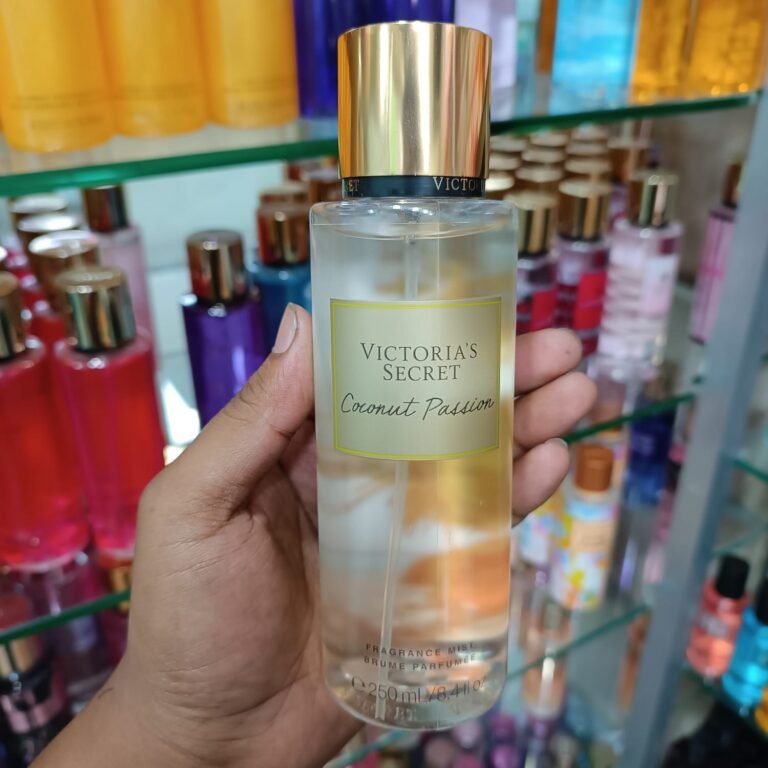 VICTORIA'S
SECRET
Coconut Passion
FRAGRANCE MIST
BRUME PARFUMÉE
℮ 250 mL/8.4 fl oz